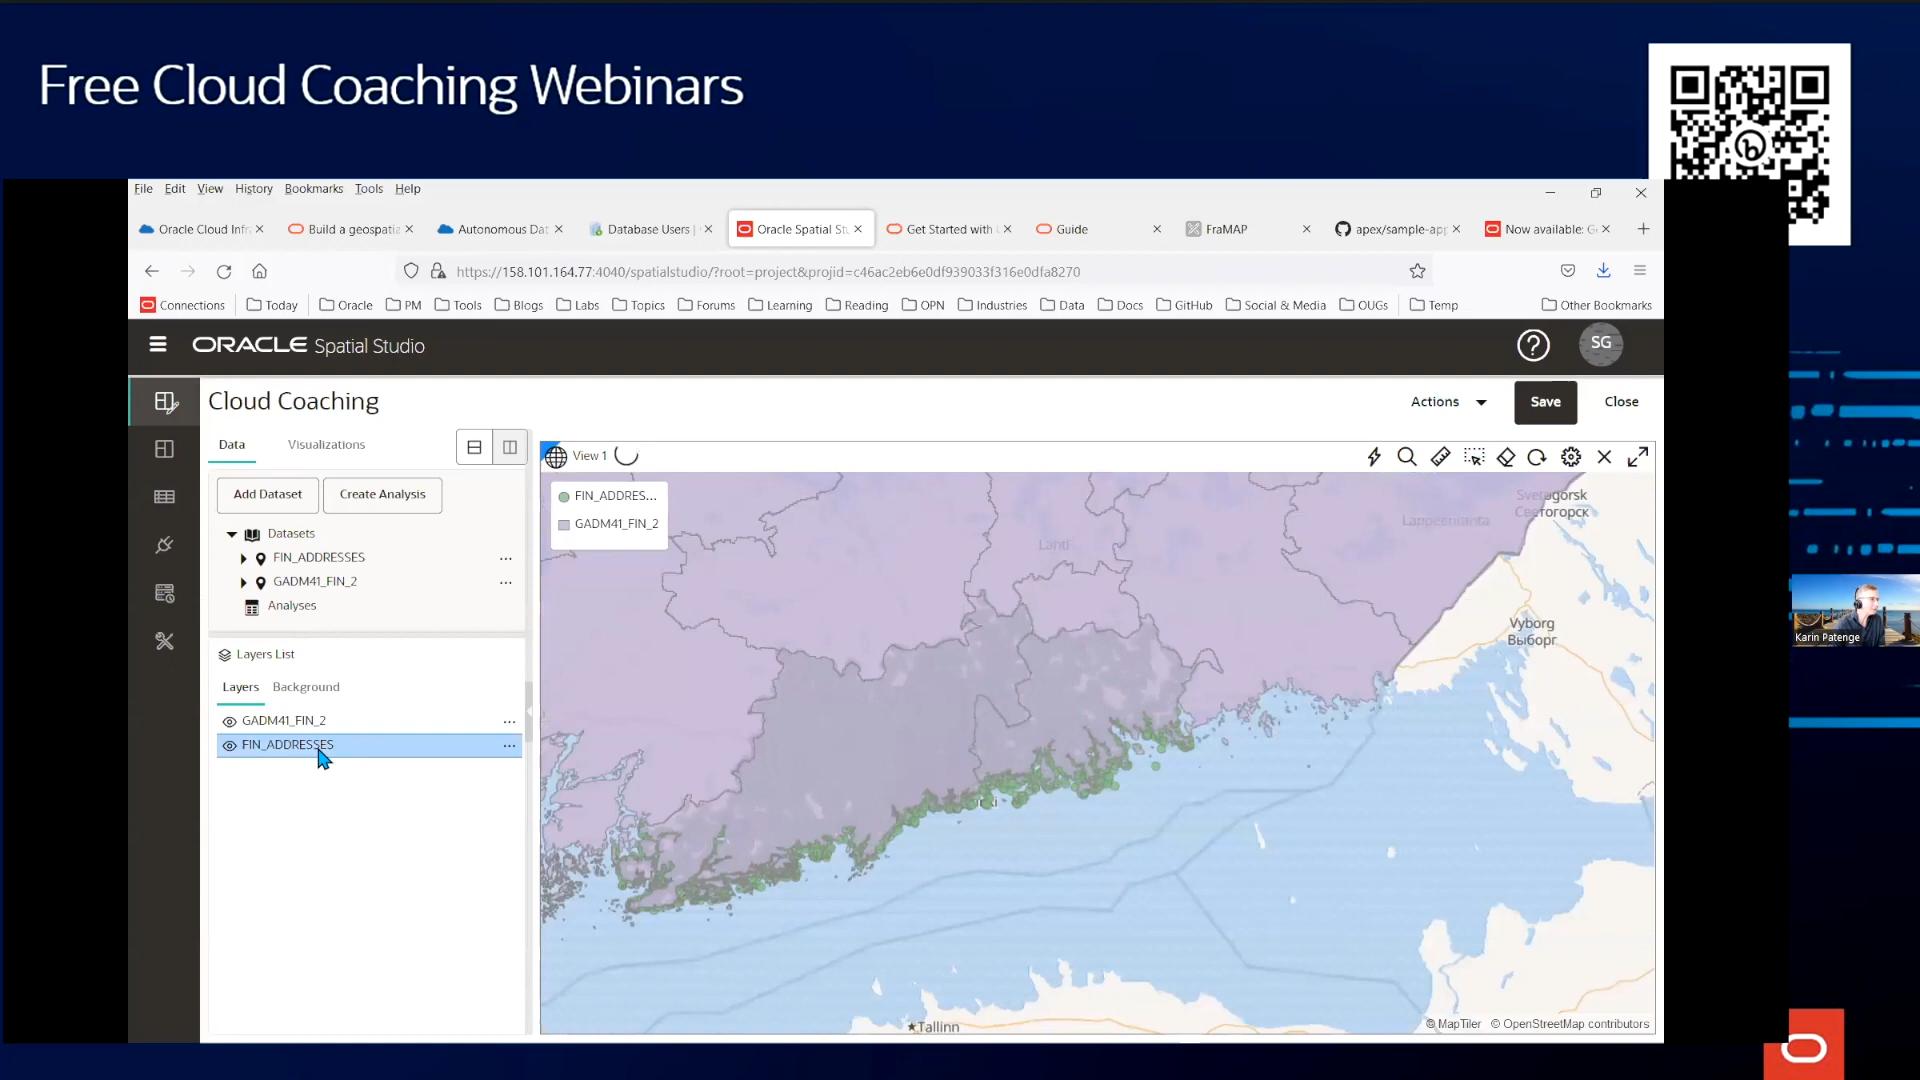 Free Cloud Coaching Webinars
File Edit View History Bookmarks Tools Help
Oracle Cloud Infr
Build a geospatia
Autonomous Dat
Database Users |
Oracle Spatial Stu
Get Started with
Guide
FraMAP
apex/sample-app
Now available: G
https://158.101.164.77:4040/spatialstudio/?root=project&projid=c46ac2eb6e0df939033f316e0dfa8270
Connections Today Oracle PM Tools Blogs Labs Topics Forums Learning Reading OPN Industries Data Docs GitHub Social & Media OUGs Temp Other Bookmarks
ORACLE Spatial Studio
SG
Cloud Coaching
Actions
Save
Close
Data Visualizations
View 1
Add Dataset
Create Analysis
Datasets
FIN_ADDRESSES
GADM41_FIN_2
Analyses
Layers List
Layers Background
GADM41_FIN_2
FIN_ADDRESSES
FIN_ADDRES...
GADM41_FIN_2
Svetagorsk
Светогорск
Lappeenranta
Lahti
Vyborg
Выборг
Tallinn
© MapTiler © OpenStreetMap contributors
Karin Patenge